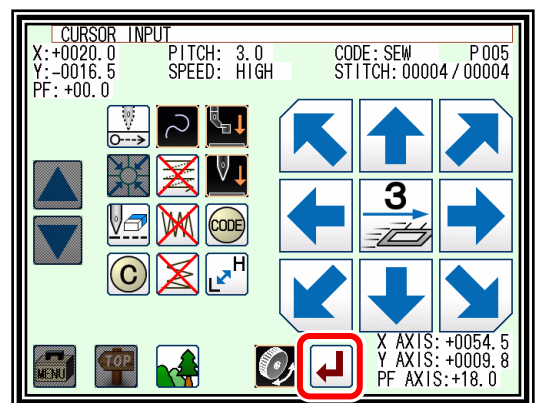 CURSOR INPUT
X:+0020.0 PITCH: 3.0 CODE:SEW P005
Y:-0016.5 SPEED: HIGH STITCH:00004/00004
PF:+00.0
3
CODE
C
L H
MENU
TOP
X AXIS:+0054.5
Y AXIS:+0009.8
PF AXIS:+18.0